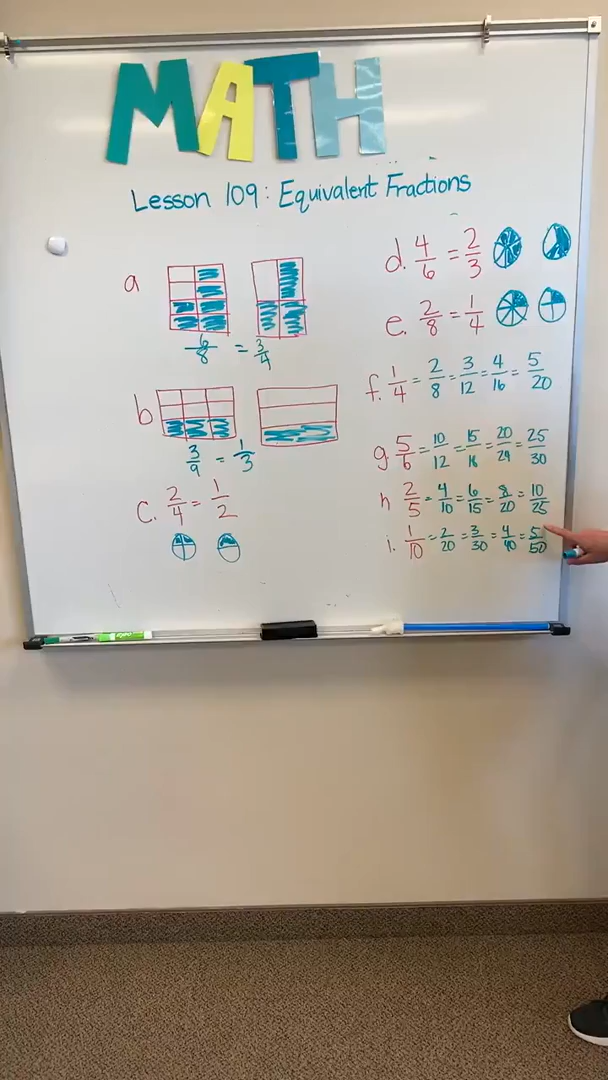 MATH
Lesson 109: Equivalent Fractions
a
6/8 = 3/4
b
3/9 = 1/3
c. 2/4 = 1/2
d. 4/6 = 2/3
e. 2/8 = 1/4
f. 1/4 = 2/8 = 3/12 = 4/16 = 5/20
g 5/6 = 10/12 = 15/18 = 20/24 = 25/30
h 2/5 = 4/10 = 6/15 = 8/20 = 10/25
i. 1/10 = 2/20 = 3/30 = 4/40 = 5/50